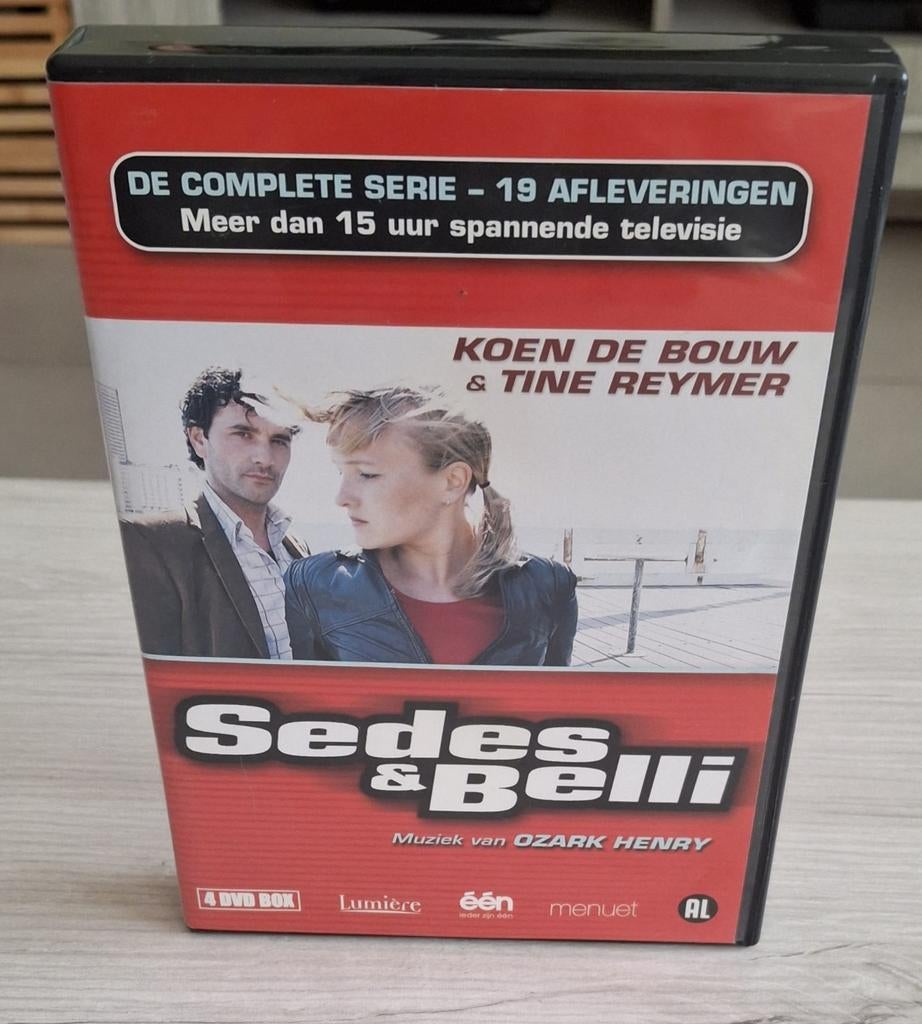 DE COMPLETE SERIE – 19 AFLEVERINGEN
Meer dan 15 uur spannende televisie
KOEN DE BOUW
& TINE REYMER
Sedes
& Belli
Muziek van OZARK HENRY
4 DVD BOX
Lumière
één
ieder zijn één
menuet
AL